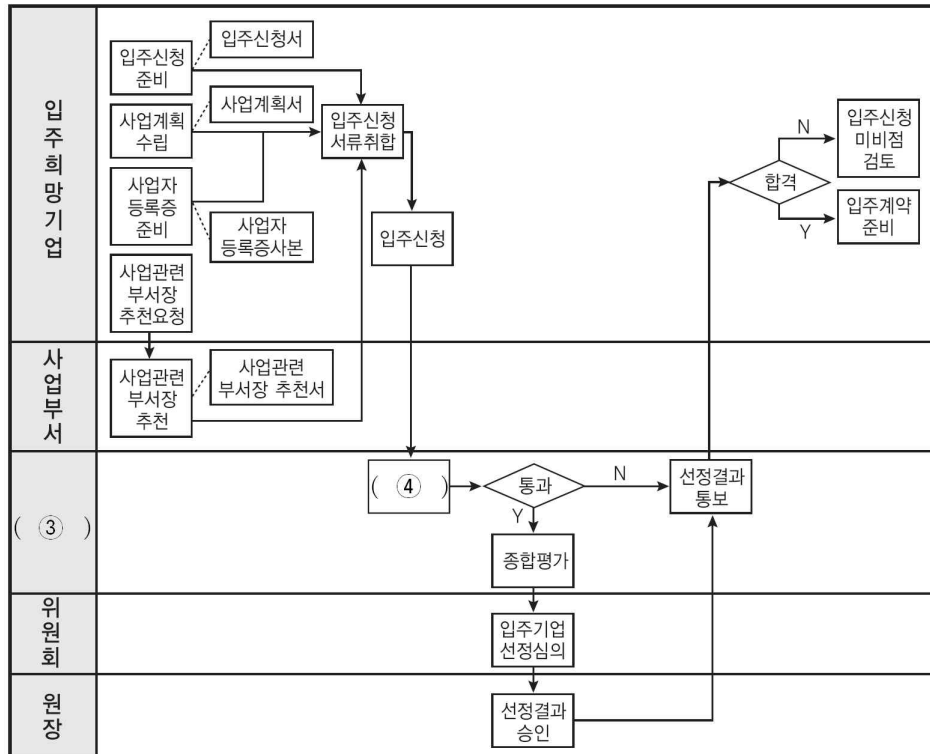 입주희망기업
입주신청
준비
입주신청서
사업계획
수립
사업계획서
사업자
등록증
준비
사업자
등록증사본
사업관련
부서장
추천요청
입주신청
서류취합
입주신청
합격
N
입주신청
미비점
검토
Y
입주계약
준비
사업부서
사업관련
부서장
추천
사업관련
부서장 추천서
( ③ )
( ④ )
통과
N
Y
선정결과
통보
종합평가
위원회
입주기업
선정심의
원장
선정결과
승인